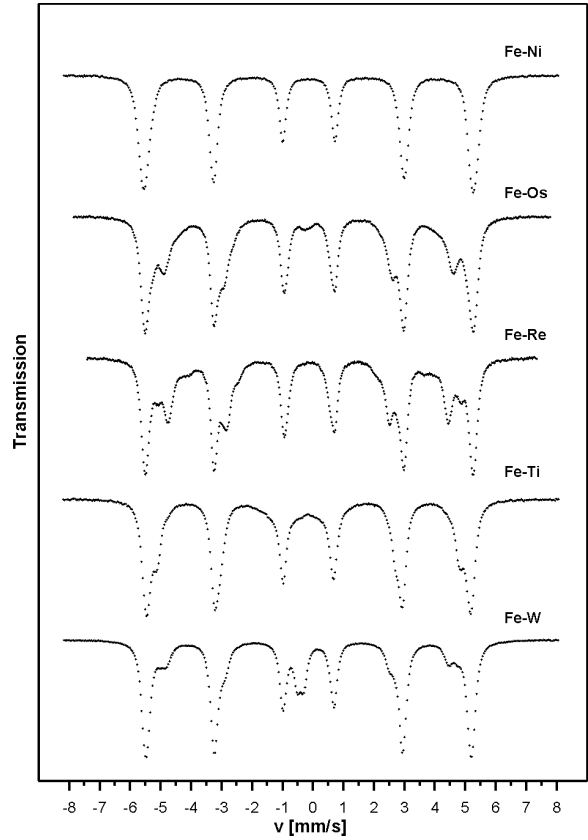 Fe-Ni
Fe-Os
Fe-Re
Fe-Ti
Fe-W
Transmission
-8 -7 -6 -5 -4 -3 -2 -1 0 1 2 3 4 5 6 7 8
v [mm/s]